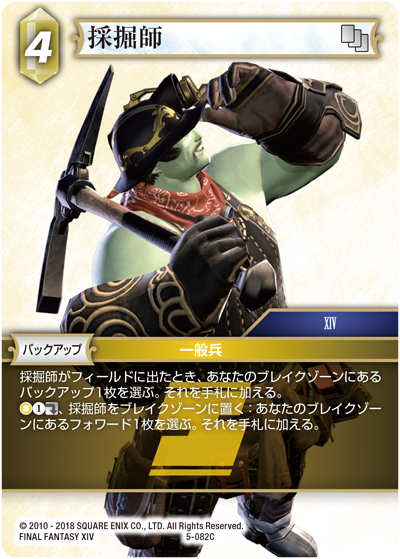 4
採掘師
XIV
バックアップ
一般兵
採掘師がフィールドに出たとき、あなたのブレイクゾーンにある
バックアップ1枚を選ぶ。それを手札に加える。
1、採掘師をブレイクゾーンに置く:あなたのブレイクゾー
ンにあるフォワード1枚を選ぶ。それを手札に加える。
© 2010 - 2018 SQUARE ENIX CO., LTD. All Rights Reserved.
FINAL FANTASY XIV
5-082C